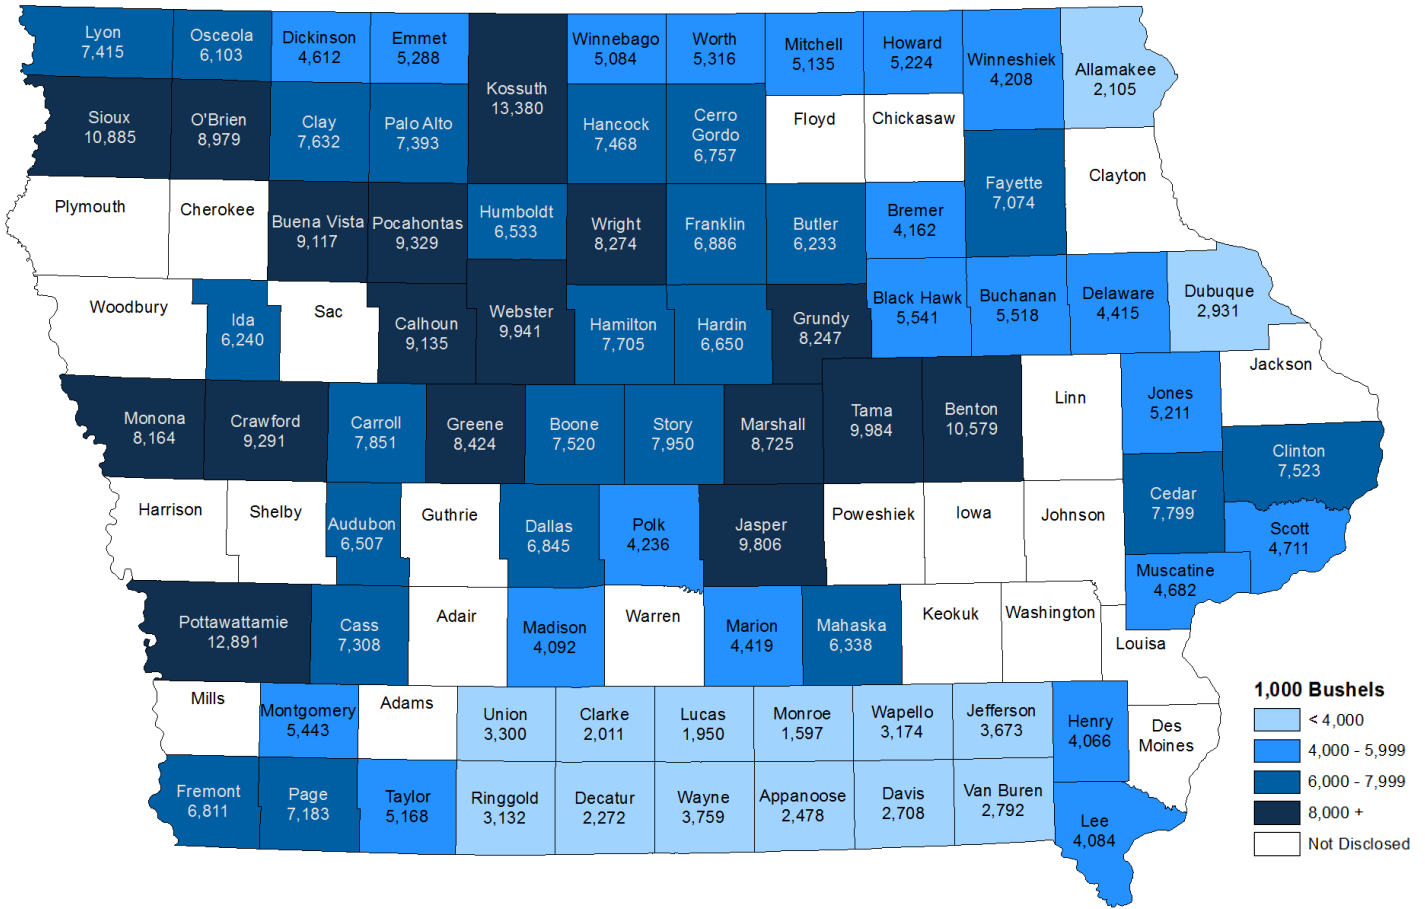 Lyon
7,415
Osceola
6,103
Dickinson
4,612
Emmet
5,288
Kossuth
13,380
Winnebago
5,084
Worth
5,316
Mitchell
5,135
Howard
5,224
Winneshiek
4,208
Allamakee
2,105
Sioux
10,885
O'Brien
8,979
Clay
7,632
Palo Alto
7,393
Hancock
7,468
Cerro
Gordo
6,757
Floyd
Chickasaw
Fayette
7,074
Clayton
Plymouth
Cherokee
Buena Vista
9,117
Pocahontas
9,329
Humboldt
6,533
Wright
8,274
Franklin
6,886
Butler
6,233
Bremer
4,162
Woodbury
Ida
6,240
Sac
Calhoun
9,135
Webster
9,941
Hamilton
7,705
Hardin
6,650
Grundy
8,247
Black Hawk
5,541
Buchanan
5,518
Delaware
4,415
Dubuque
2,931
Jackson
Monona
8,164
Crawford
9,291
Carroll
7,851
Greene
8,424
Boone
7,520
Story
7,950
Marshall
8,725
Tama
9,984
Benton
10,579
Linn
Jones
5,211
Clinton
7,523
Harrison
Shelby
Audubon
6,507
Guthrie
Dallas
6,845
Polk
4,236
Jasper
9,806
Poweshiek
Iowa
Johnson
Cedar
7,799
Scott
4,711
Muscatine
4,682
Pottawattamie
12,891
Cass
7,308
Adair
Madison
4,092
Warren
Marion
4,419
Mahaska
6,338
Keokuk
Washington
Louisa
Mills
Montgomery
5,443
Adams
Union
3,300
Clarke
2,011
Lucas
1,950
Monroe
1,597
Wapello
3,174
Jefferson
3,673
Henry
4,066
Des
Moines
Fremont
6,811
Page
7,183
Taylor
5,168
Ringgold
3,132
Decatur
2,272
Wayne
3,759
Appanoose
2,478
Davis
2,708
Van Buren
2,792
Lee
4,084
1,000 Bushels
< 4,000
4,000 - 5,999
6,000 - 7,999
8,000 +
Not Disclosed